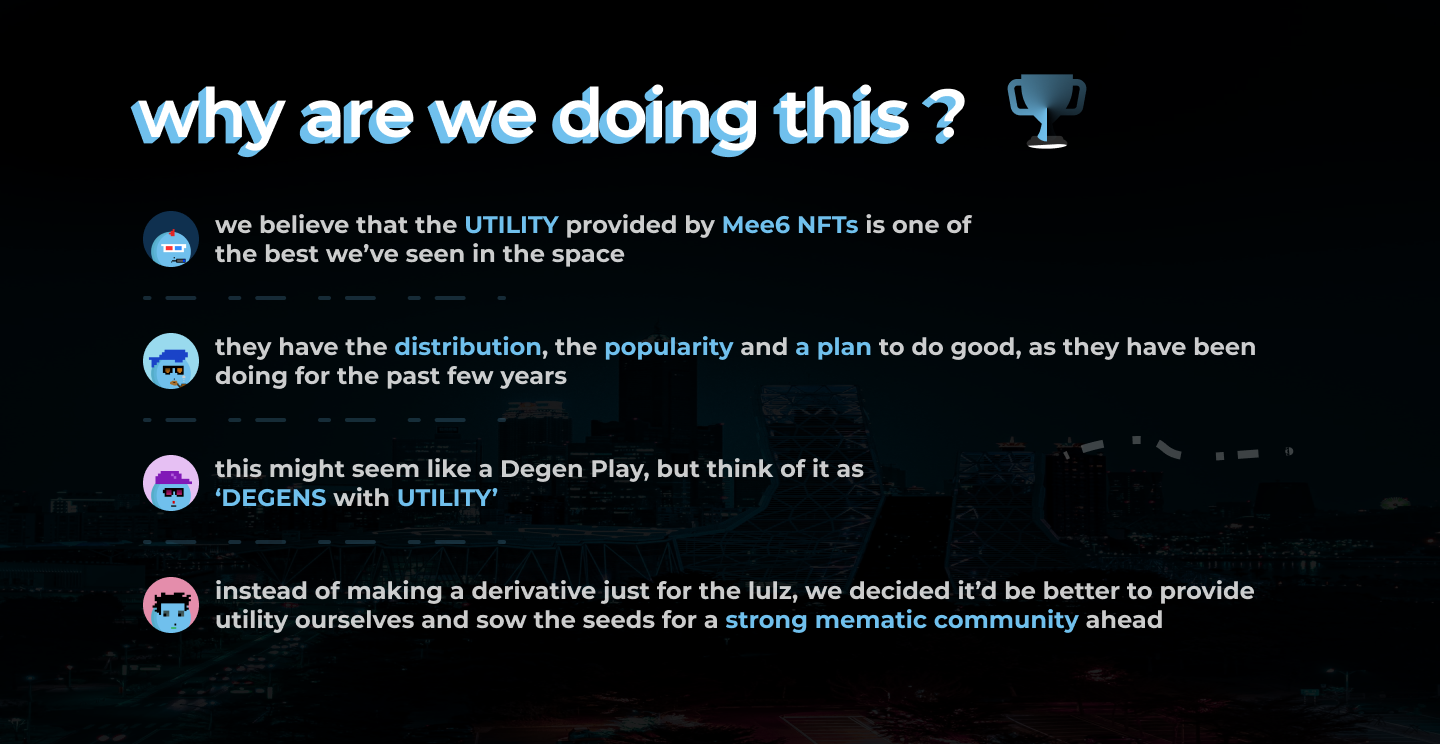 why are we doing this ?
we believe that the UTILITY provided by Mee6 NFTs is one of
the best we’ve seen in the space
they have the distribution, the popularity and a plan to do good, as they have been
doing for the past few years
this might seem like a Degen Play, but think of it as
‘DEGENS with UTILITY’
instead of making a derivative just for the lulz, we decided it’d be better to provide
utility ourselves and sow the seeds for a strong mematic community ahead